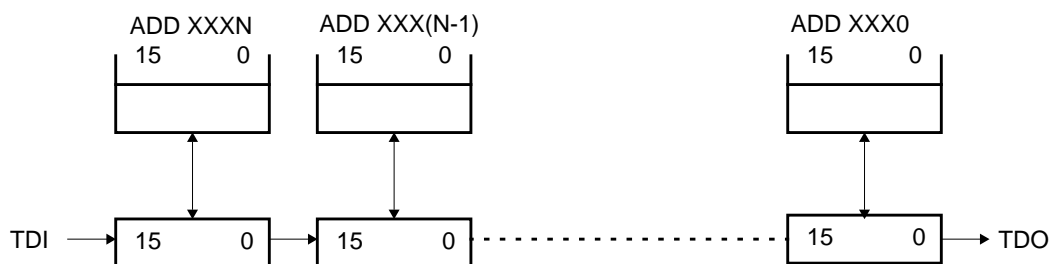 ADD XXXN ADD XXX(N-1) ADD XXX0
15 0 15 0 15 0
TDI 15 0 15 0 15 0 TDO